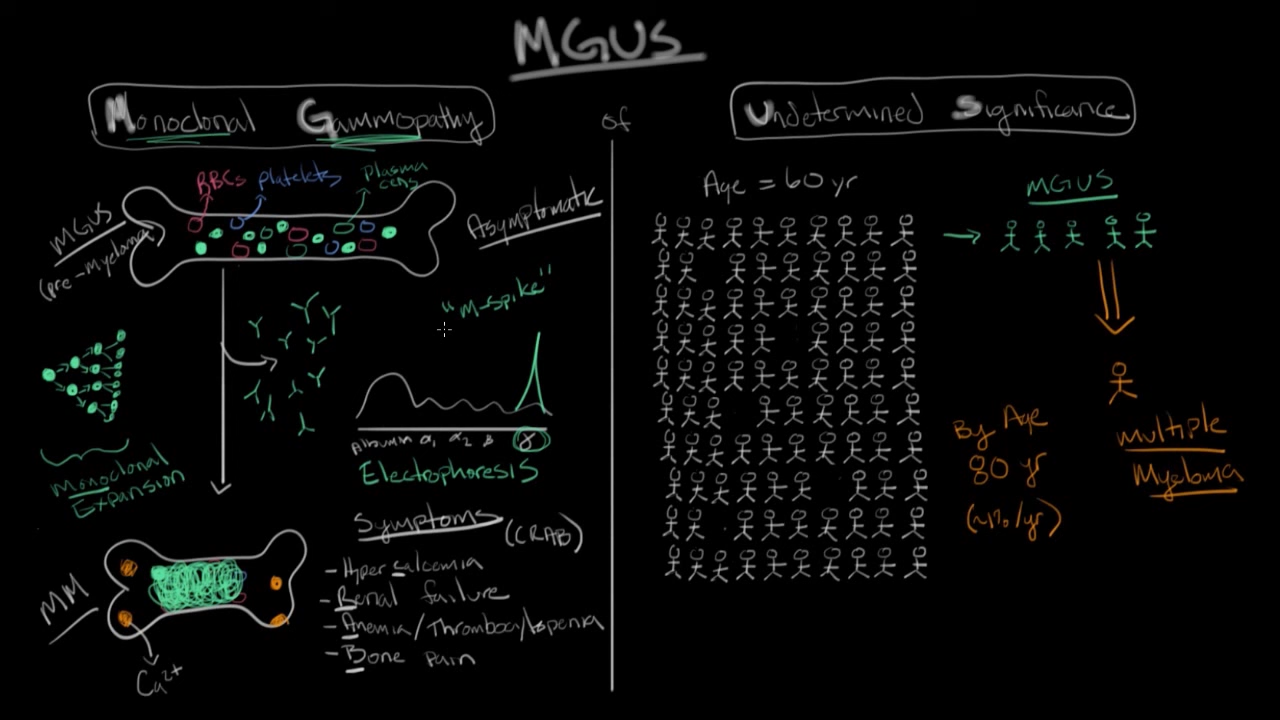 MGUS
Monoclonal Gammopathy
of
Undetermined Significance
RBCs
Platelets
Plasma
cells
MGUS
(pre-myeloma)
Asymptomatic
"M-spike"
Albumin α₁ α₂ β γ
Electrophoresis
Monoclonal
Expansion
Symptoms
(CRAB)
- Hypercalcemia
- Renal failure
- Anemia/Thrombocytopenia
- Bone pain
MM
Ca²⁺
Age = 60 yr
MGUS
By Age
80 yr
(~1%/yr)
Multiple
Myeloma